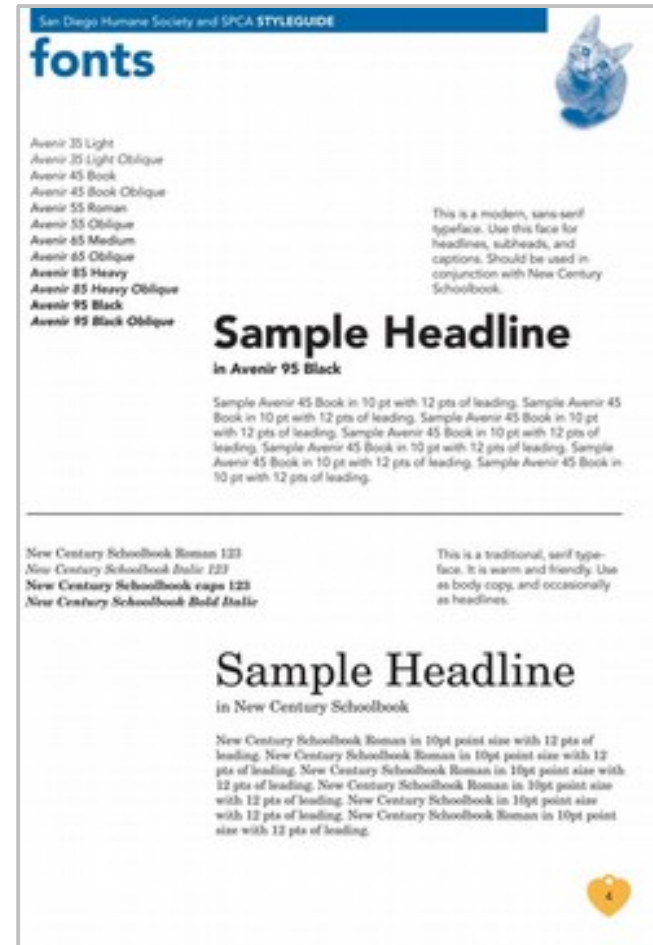 San Diego Humane Society and SPCA STYLEGUIDE
fonts
Avenir 35 Light
Avenir 35 Light Oblique
Avenir 45 Book
Avenir 45 Book Oblique
Avenir 55 Roman
Avenir 55 Oblique
Avenir 65 Medium
Avenir 65 Oblique
Avenir 85 Heavy
Avenir 85 Heavy Oblique
Avenir 95 Black
Avenir 95 Black Oblique
This is a modern, sans-serif
typeface. Use this face for
headlines, subheads, and
captions. Should be used in
conjunction with New Century
Schoolbook.
Sample Headline
in Avenir 95 Black
Sample Avenir 45 Book in 10 pt with 12 pts of leading. Sample Avenir 45
Book in 10 pt with 12 pts of leading. Sample Avenir 45 Book in 10 pt
with 12 pts of leading. Sample Avenir 45 Book in 10 pt with 12 pts of
leading. Sample Avenir 45 Book in 10 pt with 12 pts of leading. Sample
Avenir 45 Book in 10 pt with 12 pts of leading. Sample Avenir 45 Book in
10 pt with 12 pts of leading.
New Century Schoolbook Roman 123
New Century Schoolbook Italic 123
New Century Schoolbook caps 123
New Century Schoolbook Bold Italic
This is a traditional, serif type-
face. It is warm and friendly. Use
as body copy, and occasionally
as headlines.
Sample Headline
in New Century Schoolbook
New Century Schoolbook Roman in 10pt point size with 12 pts of
leading. New Century Schoolbook Roman in 10pt point size with 12
pts of leading. New Century Schoolbook Roman in 10pt point size with
12 pts of leading. New Century Schoolbook Roman in 10pt point size
with 12 pts of leading. New Century Schoolbook in 10pt point size
with 12 pts of leading. New Century Schoolbook Roman in 10pt point
size with 12 pts of leading.
4